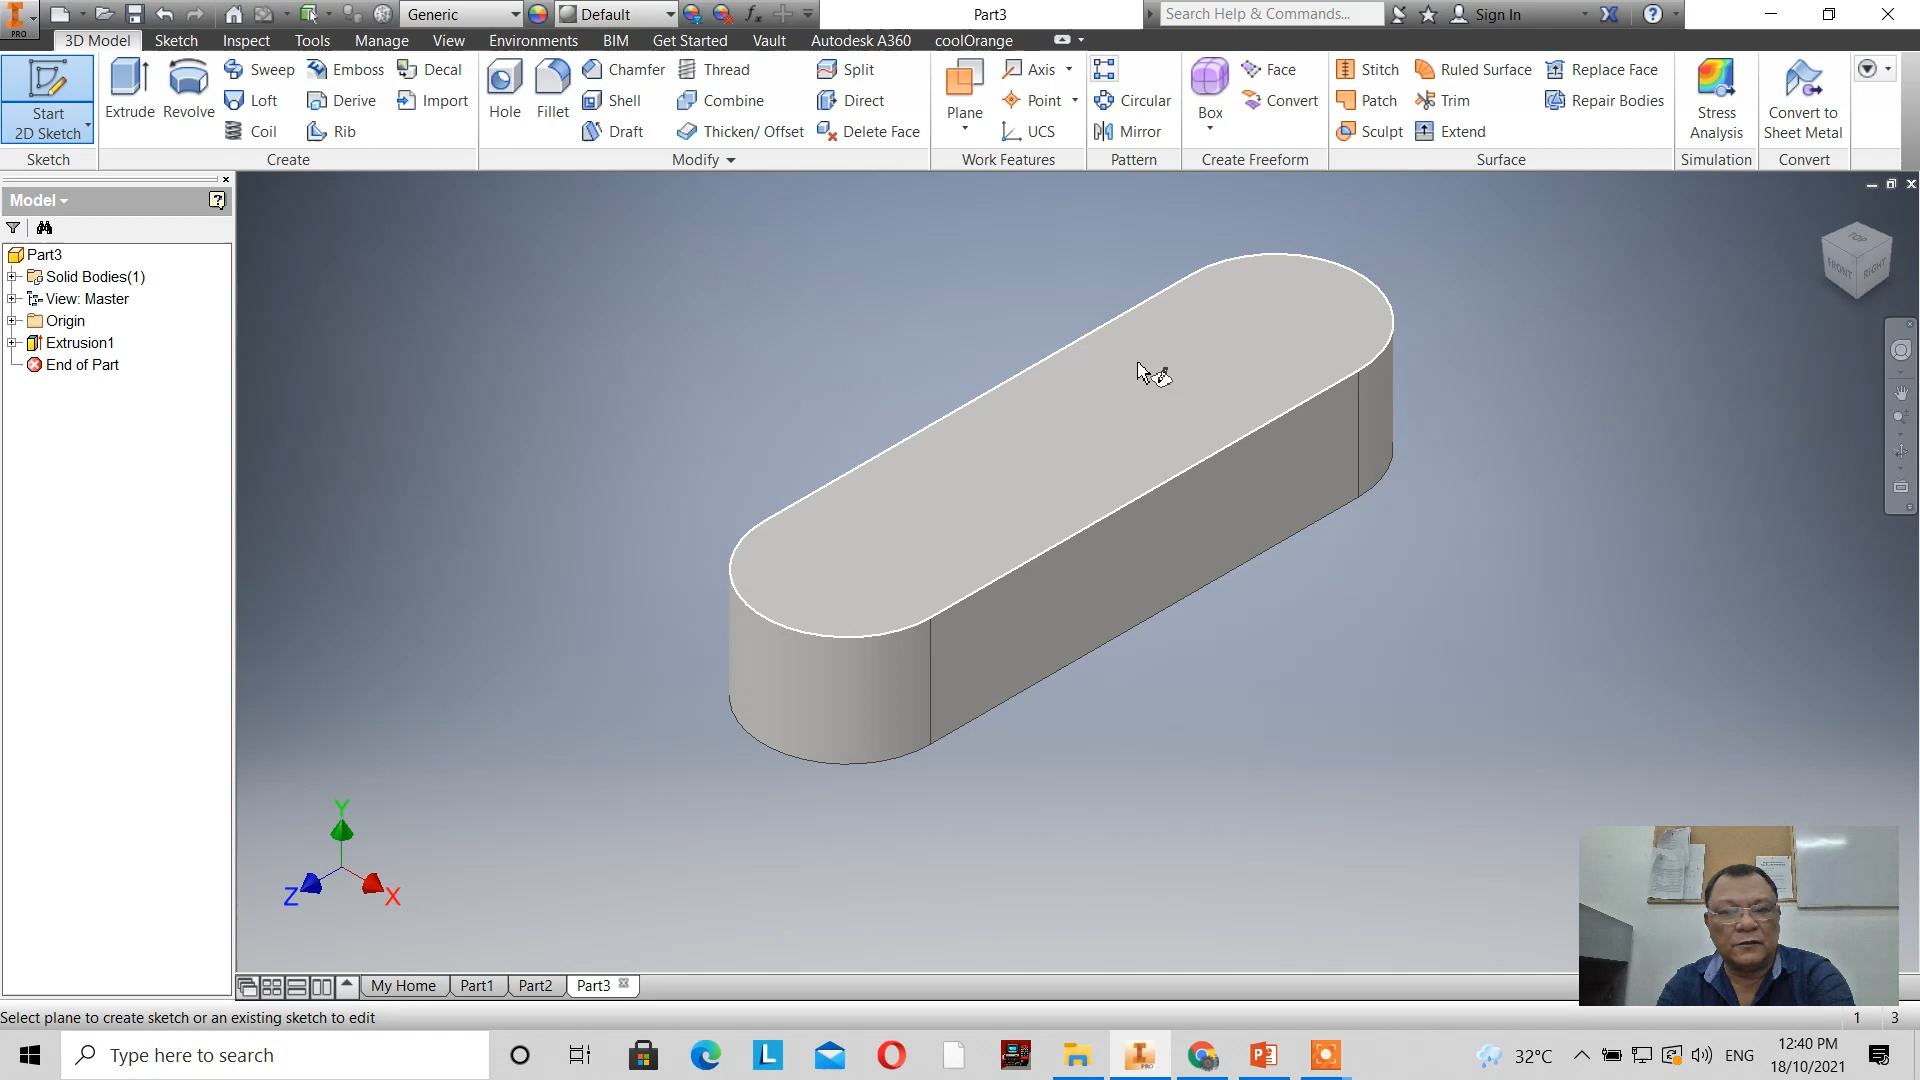 PRO
Generic
Default
fx
Part3
Search Help & Commands...
Sign In
3D Model
Sketch
Inspect
Tools
Manage
View
Environments
BIM
Get Started
Vault
Autodesk A360
coolOrange
Start
2D Sketch
Extrude
Revolve
Sweep
Loft
Coil
Emboss
Derive
Rib
Decal
Import
Hole
Fillet
Chamfer
Shell
Draft
Thread
Combine
Thicken/ Offset
Split
Direct
Delete Face
Plane
Axis
Point
UCS
Circular
Mirror
Box
Face
Convert
Stitch
Patch
Sculpt
Ruled Surface
Trim
Extend
Replace Face
Repair Bodies
Stress
Analysis
Convert to
Sheet Metal
Sketch
Create
Modify
Work Features
Pattern
Create Freeform
Surface
Simulation
Convert
Model
Part3
Solid Bodies(1)
View: Master
Origin
Extrusion1
End of Part
TOP
FRONT
RIGHT
Y
Z
X
My Home
Part1
Part2
Part3
Select plane to create sketch or an existing sketch to edit
1
3
Type here to search
L
PRO
32°C
ENG
12:40 PM
18/10/2021